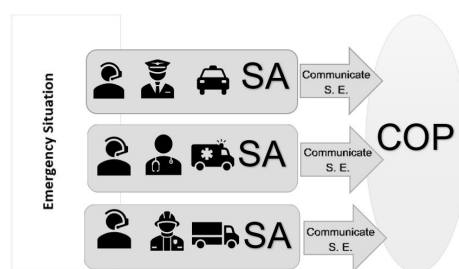 Emergency Situation
SA
Communicate
S. E.
SA
Communicate
S. E.
SA
Communicate
S. E.
COP